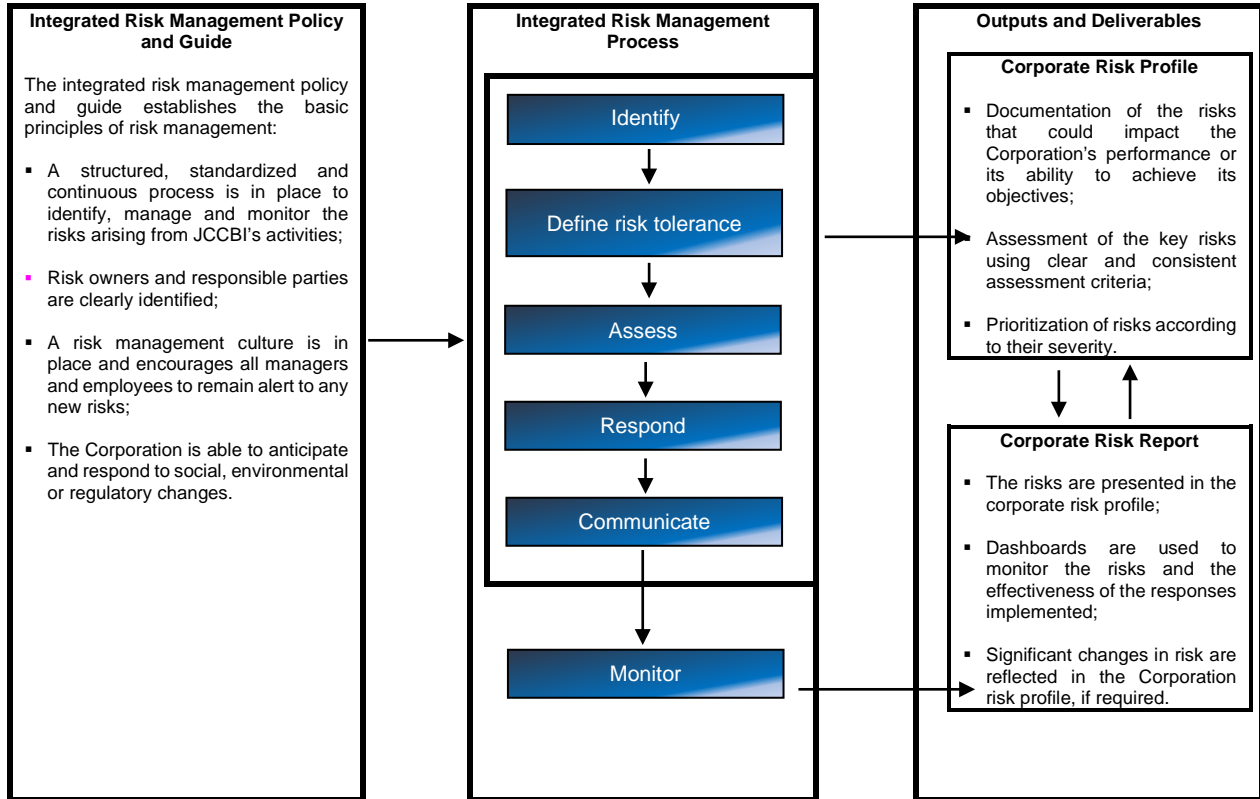 Integrated Risk Management Policy
and Guide
The integrated risk management policy
and guide establishes the basic
principles of risk management:
▪ A structured, standardized and
continuous process is in place to
identify, manage and monitor the
risks arising from JCCBI’s activities;
▪ Risk owners and responsible parties
are clearly identified;
▪ A risk management culture is in
place and encourages all managers
and employees to remain alert to any
new risks;
▪ The Corporation is able to anticipate
and respond to social, environmental
or regulatory changes.
Integrated Risk Management
Process
Identify
Define risk tolerance
Assess
Respond
Communicate
Monitor
Outputs and Deliverables
Corporate Risk Profile
▪ Documentation of the risks
that could impact the
Corporation’s performance or
its ability to achieve its
objectives;
▪ Assessment of the key risks
using clear and consistent
assessment criteria;
▪ Prioritization of risks according
to their severity.
Corporate Risk Report
▪ The risks are presented in the
corporate risk profile;
▪ Dashboards are used to
monitor the risks and the
effectiveness of the responses
implemented;
▪ Significant changes in risk are
reflected in the Corporation
risk profile, if required.